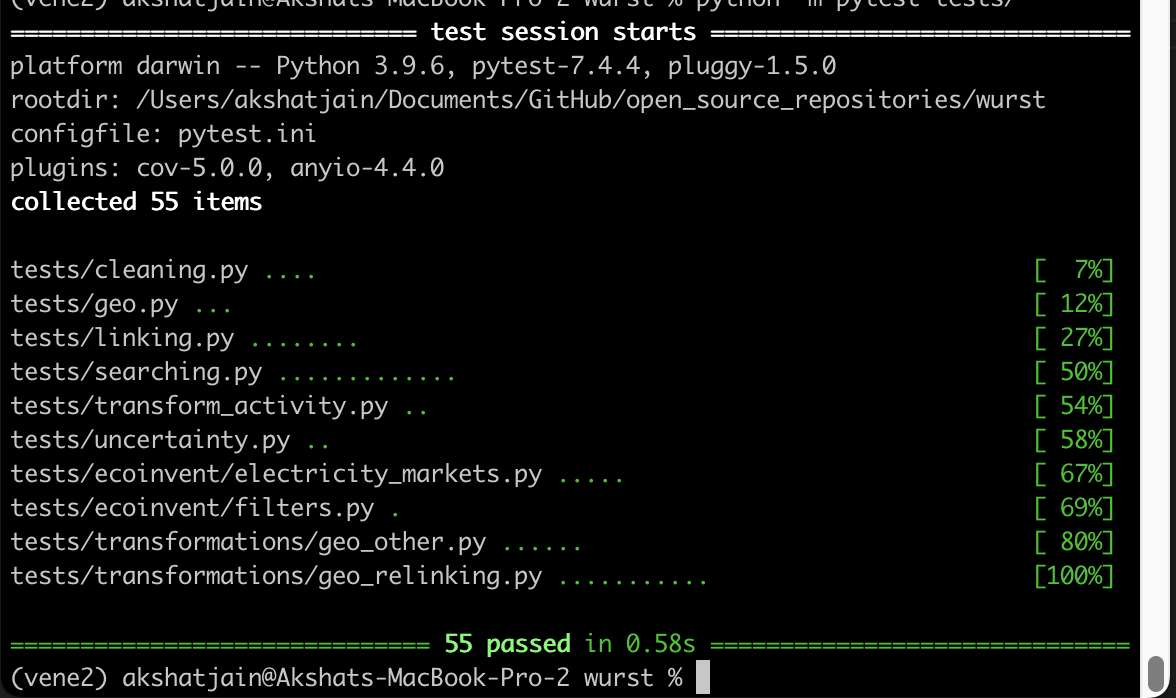 (vene2) akshatjain@Akshats-MacBook-Pro-2 wurst % python -m pytest tests/
============================= test session starts ==============================
platform darwin -- Python 3.9.6, pytest-7.4.4, pluggy-1.5.0
rootdir: /Users/akshatjain/Documents/GitHub/open_source_repositories/wurst
configfile: pytest.ini
plugins: cov-5.0.0, anyio-4.4.0
collected 55 items
tests/cleaning.py .... [  7%]
tests/geo.py ... [ 12%]
tests/linking.py ........ [ 27%]
tests/searching.py ............. [ 50%]
tests/transform_activity.py .. [ 54%]
tests/uncertainty.py .. [ 58%]
tests/ecoinvent/electricity_markets.py ..... [ 67%]
tests/ecoinvent/filters.py . [ 69%]
tests/transformations/geo_other.py ...... [ 80%]
tests/transformations/geo_relinking.py ........... [100%]
============================== 55 passed in 0.58s ==============================
(vene2) akshatjain@Akshats-MacBook-Pro-2 wurst %